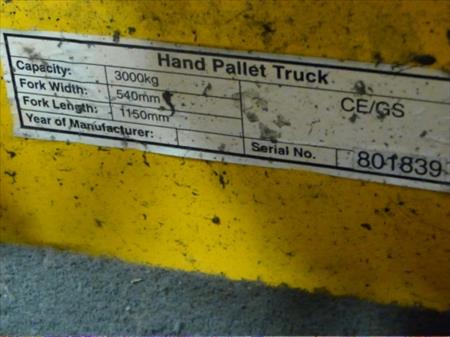 Hand Pallet Truck
Capacity: 3000kg
Fork Width: 540mm
Fork Length: 1150mm
Year of Manufacturer:
CE/GS
Serial No. 801839